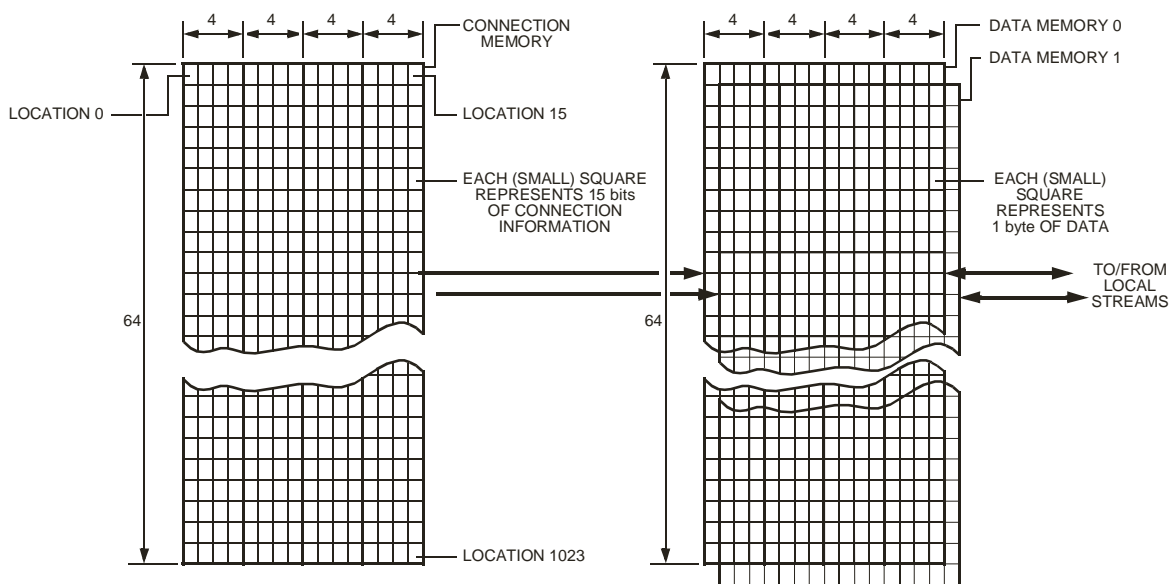 4 4 4 4
CONNECTION
MEMORY
LOCATION 0
LOCATION 15
EACH (SMALL) SQUARE
REPRESENTS 15 bits
OF CONNECTION
INFORMATION
64
LOCATION 1023
4 4 4 4
DATA MEMORY 0
DATA MEMORY 1
EACH (SMALL)
SQUARE
REPRESENTS
1 byte OF DATA
TO/FROM
LOCAL
STREAMS
64